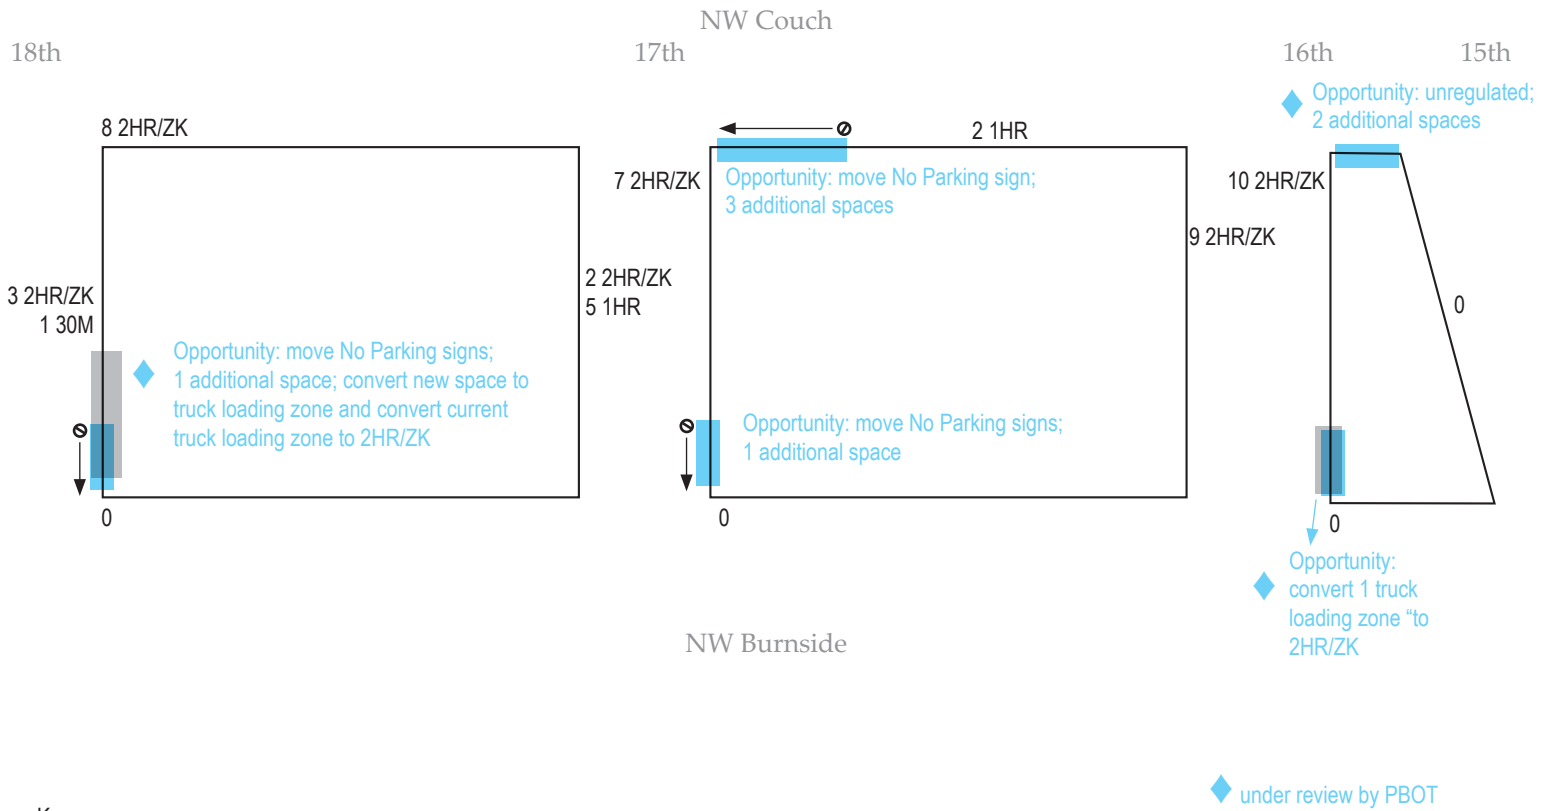 NW Couch
18th
17th
16th
15th
Opportunity: unregulated;
2 additional spaces
8 2HR/ZK
2 1HR
7 2HR/ZK
Opportunity: move No Parking sign;
3 additional spaces
10 2HR/ZK
9 2HR/ZK
3 2HR/ZK
1 30M
2 2HR/ZK
5 1HR
0
Opportunity: move No Parking signs;
1 additional space; convert new space to
truck loading zone and convert current
truck loading zone to 2HR/ZK
Opportunity: move No Parking signs;
1 additional space
0
0
0
Opportunity:
convert 1 truck
loading zone “to
2HR/ZK
NW Burnside
under review by PBOT